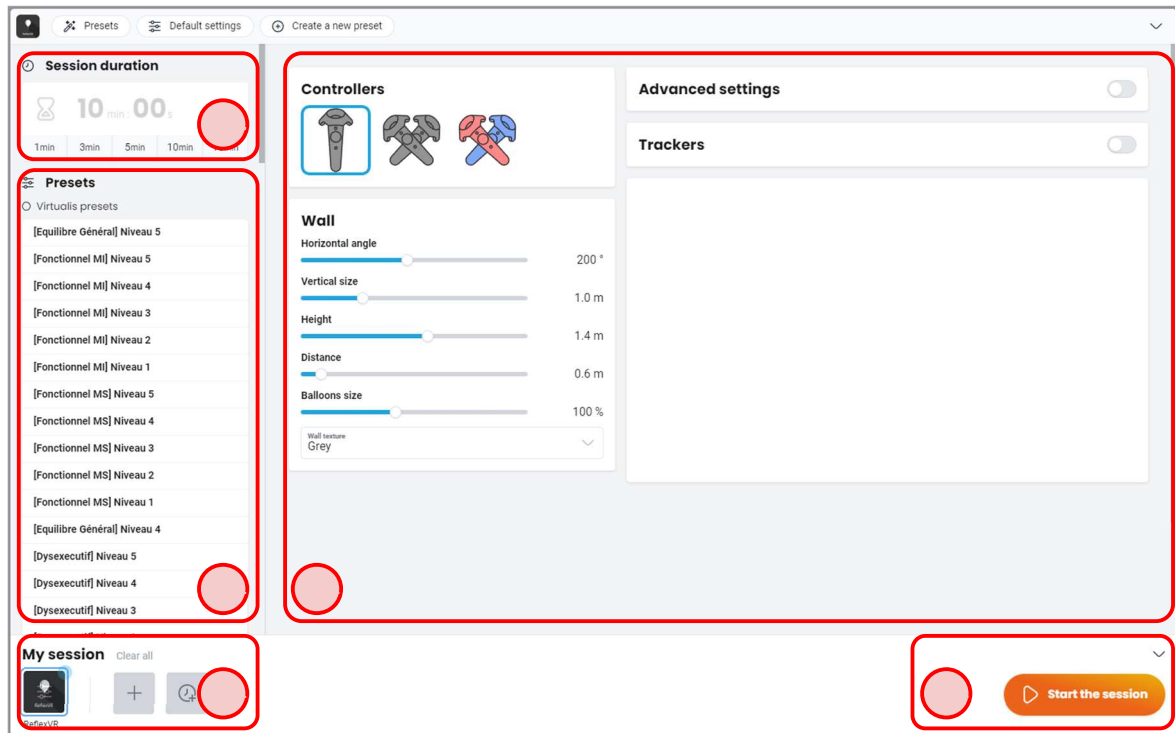 Presets
Default settings
Create a new preset
Session duration
10 min : 00 s
1min 3min 5min 10min
Presets
Virtualis presets
[Equilibre Général] Niveau 5
[Fonctionnel MI] Niveau 5
[Fonctionnel MI] Niveau 4
[Fonctionnel MI] Niveau 3
[Fonctionnel MI] Niveau 2
[Fonctionnel MI] Niveau 1
[Fonctionnel MS] Niveau 5
[Fonctionnel MS] Niveau 4
[Fonctionnel MS] Niveau 3
[Fonctionnel MS] Niveau 2
[Fonctionnel MS] Niveau 1
[Equilibre Général] Niveau 4
[Dysexecutif] Niveau 5
[Dysexecutif] Niveau 4
[Dysexecutif] Niveau 3
Controllers
Wall
Horizontal angle
200 °
Vertical size
1.0 m
Height
1.4 m
Distance
0.6 m
Balloons size
100 %
Wall texture
Grey
Advanced settings
Trackers
My session Clear all
ReflexVR
ReflexVR
Start the session